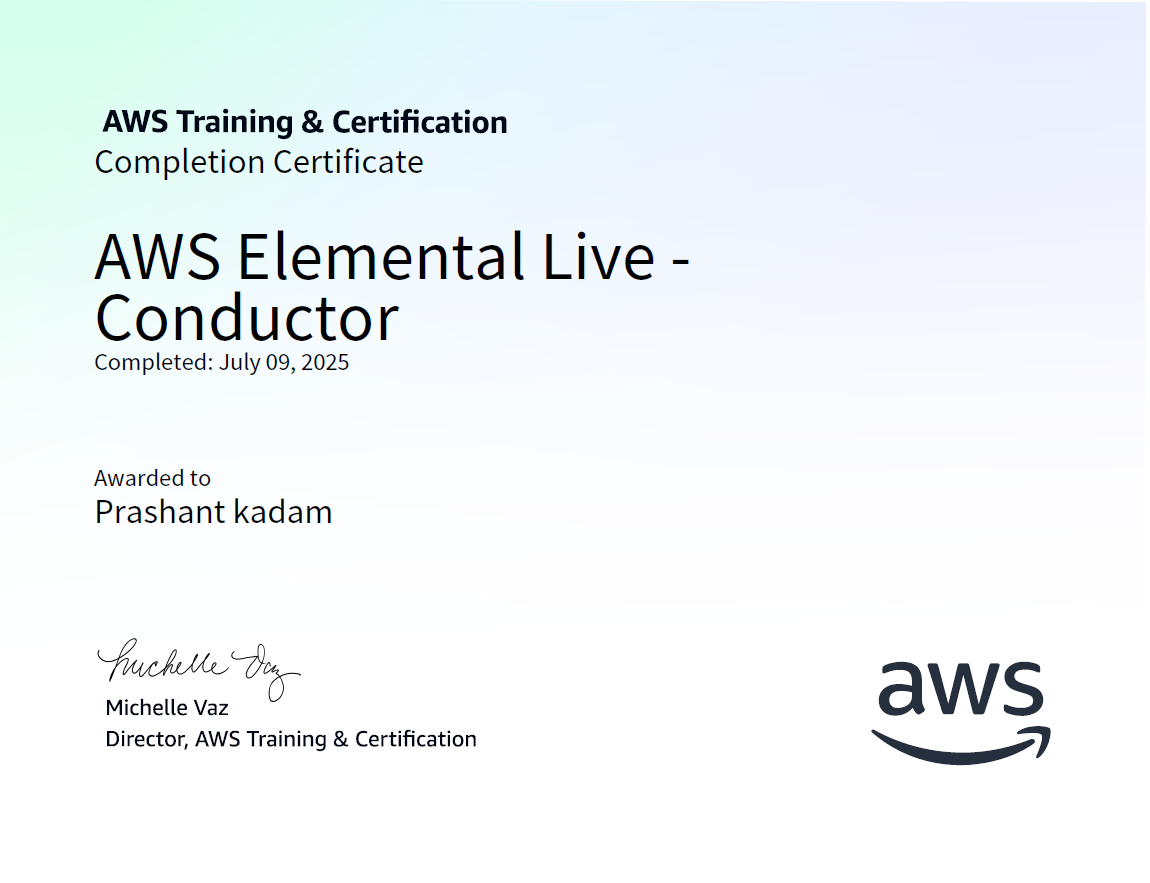 AWS Training & Certification
Completion Certificate
AWS Elemental Live -
Conductor
Completed: July 09, 2025
Awarded to
Prashant kadam
Michelle Vaz
Michelle Vaz
Director, AWS Training & Certification
aws